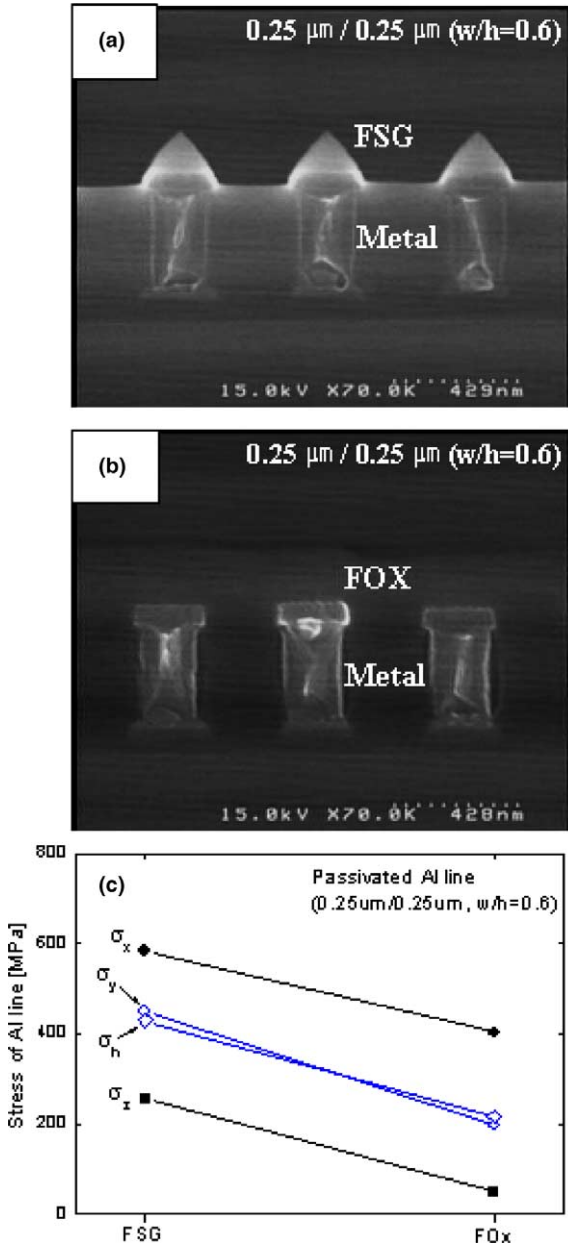 (a)
0.25 μm / 0.25 μm (w/h=0.6)
FSG
Metal
15.0kV X70.0K 429nm
(b)
0.25 μm / 0.25 μm (w/h=0.6)
FOX
Metal
15.0kV X70.0K 428nm
(c)
Passivated Al line
(0.25um/0.25um, w/h=0.6)
Stress of Al line [MPa]
800
600
400
200
0
σx
σy
σh
σz
FSG
FOx